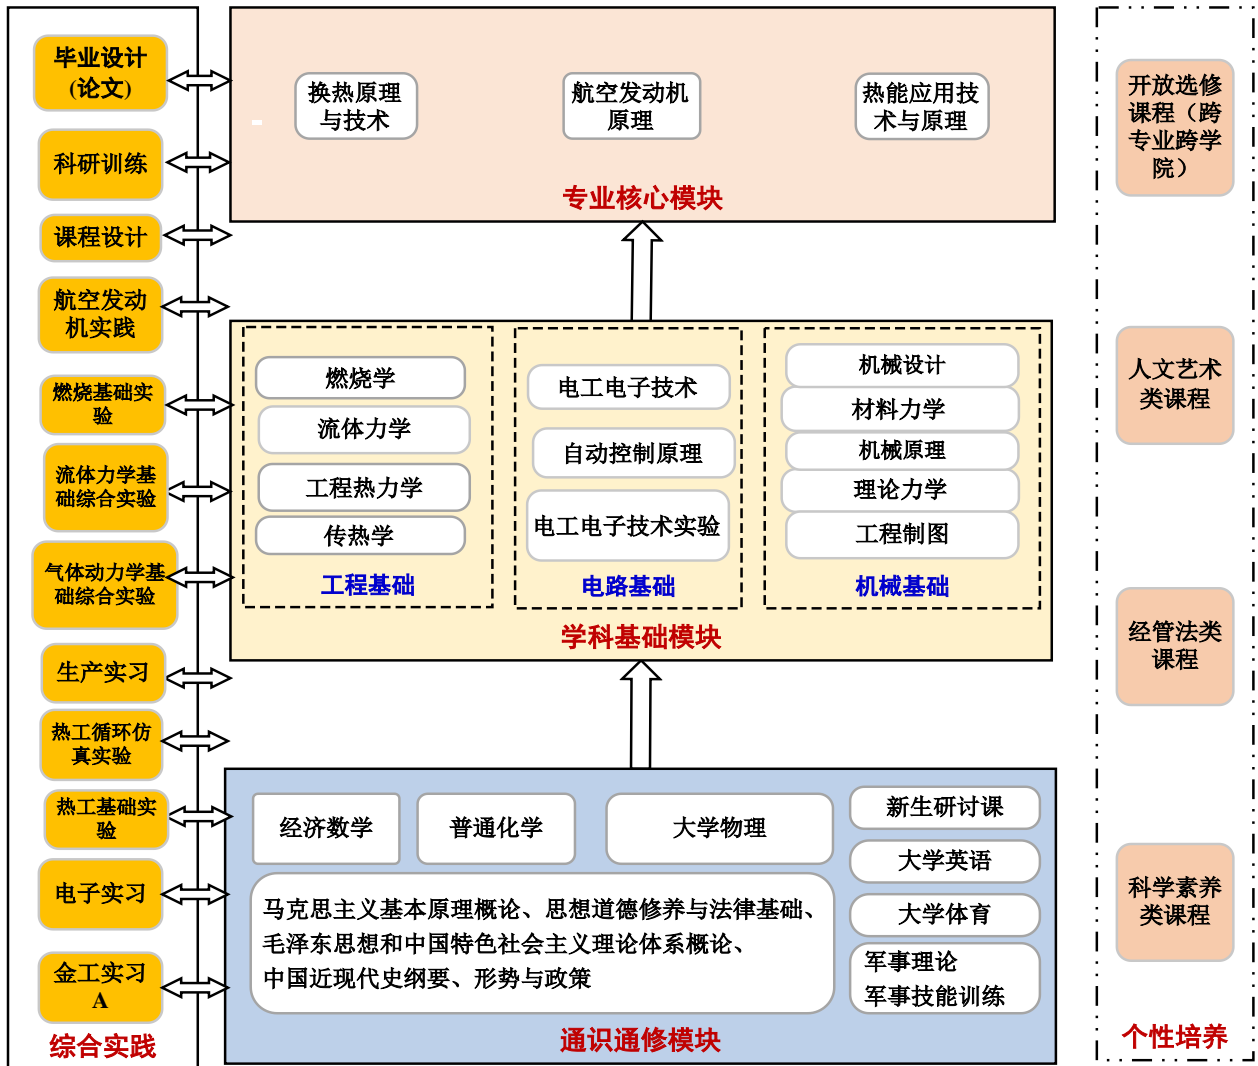 毕业设计
(论文)
科研训练
课程设计
航空发动
机实践
燃烧基础实
验
流体力学基
础综合实验
气体动力学基
础综合实验
生产实习
热工循环仿
真实验
热工基础实
验
电子实习
金工实习
A
综合实践
换热原理
与技术
航空发动机
原理
热能应用技
术与原理
专业核心模块
燃烧学
流体力学
工程热力学
传热学
工程基础
电工电子技术
自动控制原理
电工电子技术实验
电路基础
机械设计
材料力学
机械原理
理论力学
工程制图
机械基础
学科基础模块
经济数学
普通化学
大学物理
新生研讨课
大学英语
大学体育
军事理论
军事技能训练
马克思主义基本原理概论、思想道德修养与法律基础、
毛泽东思想和中国特色社会主义理论体系概论、
中国近现代史纲要、形势与政策
通识通修模块
开放选修
课程（跨
专业跨学
院）
人文艺术
类课程
经管法类
课程
科学素养
类课程
个性培养